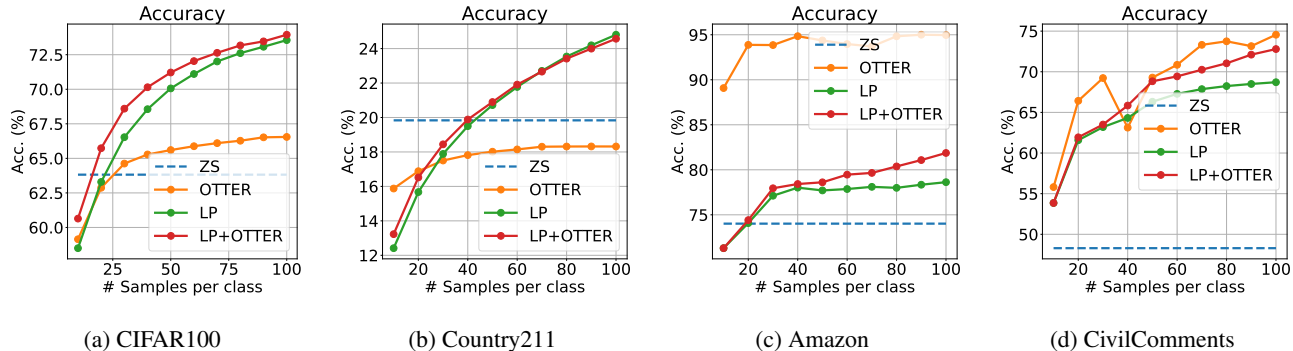 Accuracy
72.5
70.0
67.5
65.0
62.5
60.0
Acc. (%)
25
50
75
100
# Samples per class
ZS
OTTER
LP
LP+OTTER
(a) CIFAR100
Accuracy
24
22
20
18
16
14
12
Acc. (%)
20
40
60
80
100
# Samples per class
ZS
OTTER
LP
LP+OTTER
(b) Country211
Accuracy
95
90
85
80
75
Acc. (%)
20
40
60
80
100
# Samples per class
ZS
OTTER
LP
LP+OTTER
(c) Amazon
Accuracy
75
70
65
60
55
50
Acc. (%)
20
40
60
80
100
# Samples per class
ZS
OTTER
LP
LP+OTTER
(d) CivilComments